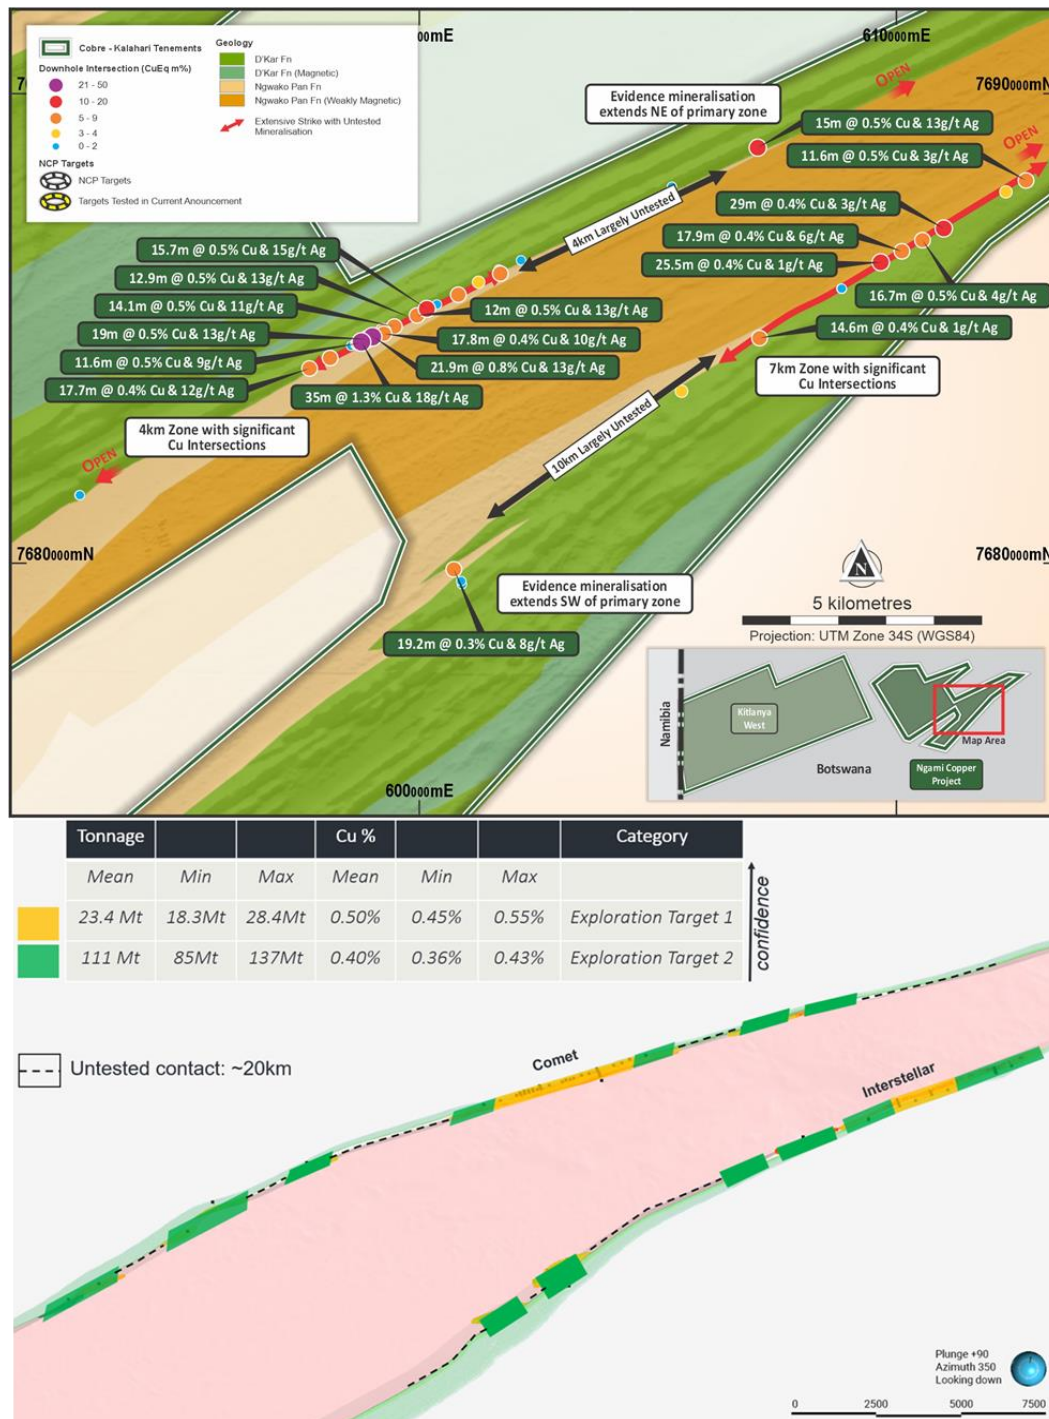 Cobre - Kalahari Tenements
Downhole Intersection (CuEq m%)
21 - 50
10 - 20
5 - 9
3 - 4
0 - 2
NCP Targets
NCP Targets
Targets Tested in Current Anouncement
Geology
D'Kar Fn
D'Kar Fn (Magnetic)
Ngwako Pan Fn
Ngwako Pan Fn (Weakly Magnetic)
Extensive Strike with Untested
Mineralisation
000mE
610000mE
7690000mN
OPEN
OPEN
Evidence mineralisation
extends NE of primary zone
15m @ 0.5% Cu & 13g/t Ag
11.6m @ 0.5% Cu & 3g/t Ag
29m @ 0.4% Cu & 3g/t Ag
17.9m @ 0.4% Cu & 6g/t Ag
25.5m @ 0.4% Cu & 1g/t Ag
16.7m @ 0.5% Cu & 4g/t Ag
14.6m @ 0.4% Cu & 1g/t Ag
4km Largely Untested
15.7m @ 0.5% Cu & 15g/t Ag
12.9m @ 0.5% Cu & 13g/t Ag
14.1m @ 0.5% Cu & 11g/t Ag
19m @ 0.5% Cu & 13g/t Ag
11.6m @ 0.5% Cu & 9g/t Ag
17.7m @ 0.4% Cu & 12g/t Ag
12m @ 0.5% Cu & 13g/t Ag
17.8m @ 0.4% Cu & 10g/t Ag
21.9m @ 0.8% Cu & 13g/t Ag
35m @ 1.3% Cu & 18g/t Ag
7km Zone with significant
Cu Intersections
4km Zone with significant
Cu Intersections
10km Largely Untested
OPEN
7680000mN
7680000mN
Evidence mineralisation
extends SW of primary zone
19.2m @ 0.3% Cu & 8g/t Ag
N
5 kilometres
Projection: UTM Zone 34S (WGS84)
Namibia
Kitlanya
West
Botswana
Map Area
Ngami Copper
Project
600000mE
Tonnage Cu % Category
Mean Min Max Mean Min Max
23.4 Mt 18.3Mt 28.4Mt 0.50% 0.45% 0.55% Exploration Target 1
111 Mt 85Mt 137Mt 0.40% 0.36% 0.43% Exploration Target 2
confidence
Untested contact: ~20km
Comet
Interstellar
Plunge +90
Azimuth 350
Looking down
0 2500 5000 7500